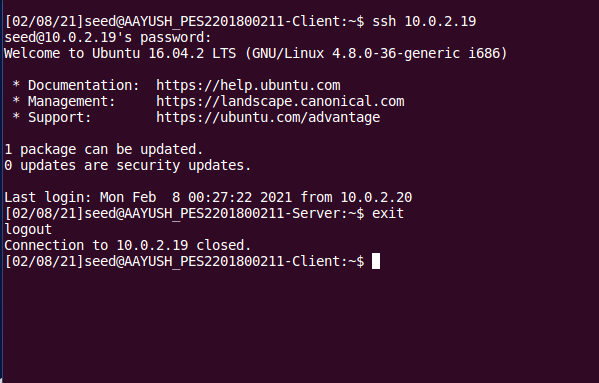 [02/08/21]seed@AAYUSH_PES2201800211-Client:~$ ssh 10.0.2.19
seed@10.0.2.19's password:
Welcome to Ubuntu 16.04.2 LTS (GNU/Linux 4.8.0-36-generic i686)
* Documentation:  https://help.ubuntu.com
* Management:     https://landscape.canonical.com
* Support:        https://ubuntu.com/advantage
1 package can be updated.
0 updates are security updates.
Last login: Mon Feb  8 00:27:22 2021 from 10.0.2.20
[02/08/21]seed@AAYUSH_PES2201800211-Server:~$ exit
logout
Connection to 10.0.2.19 closed.
[02/08/21]seed@AAYUSH_PES2201800211-Client:~$